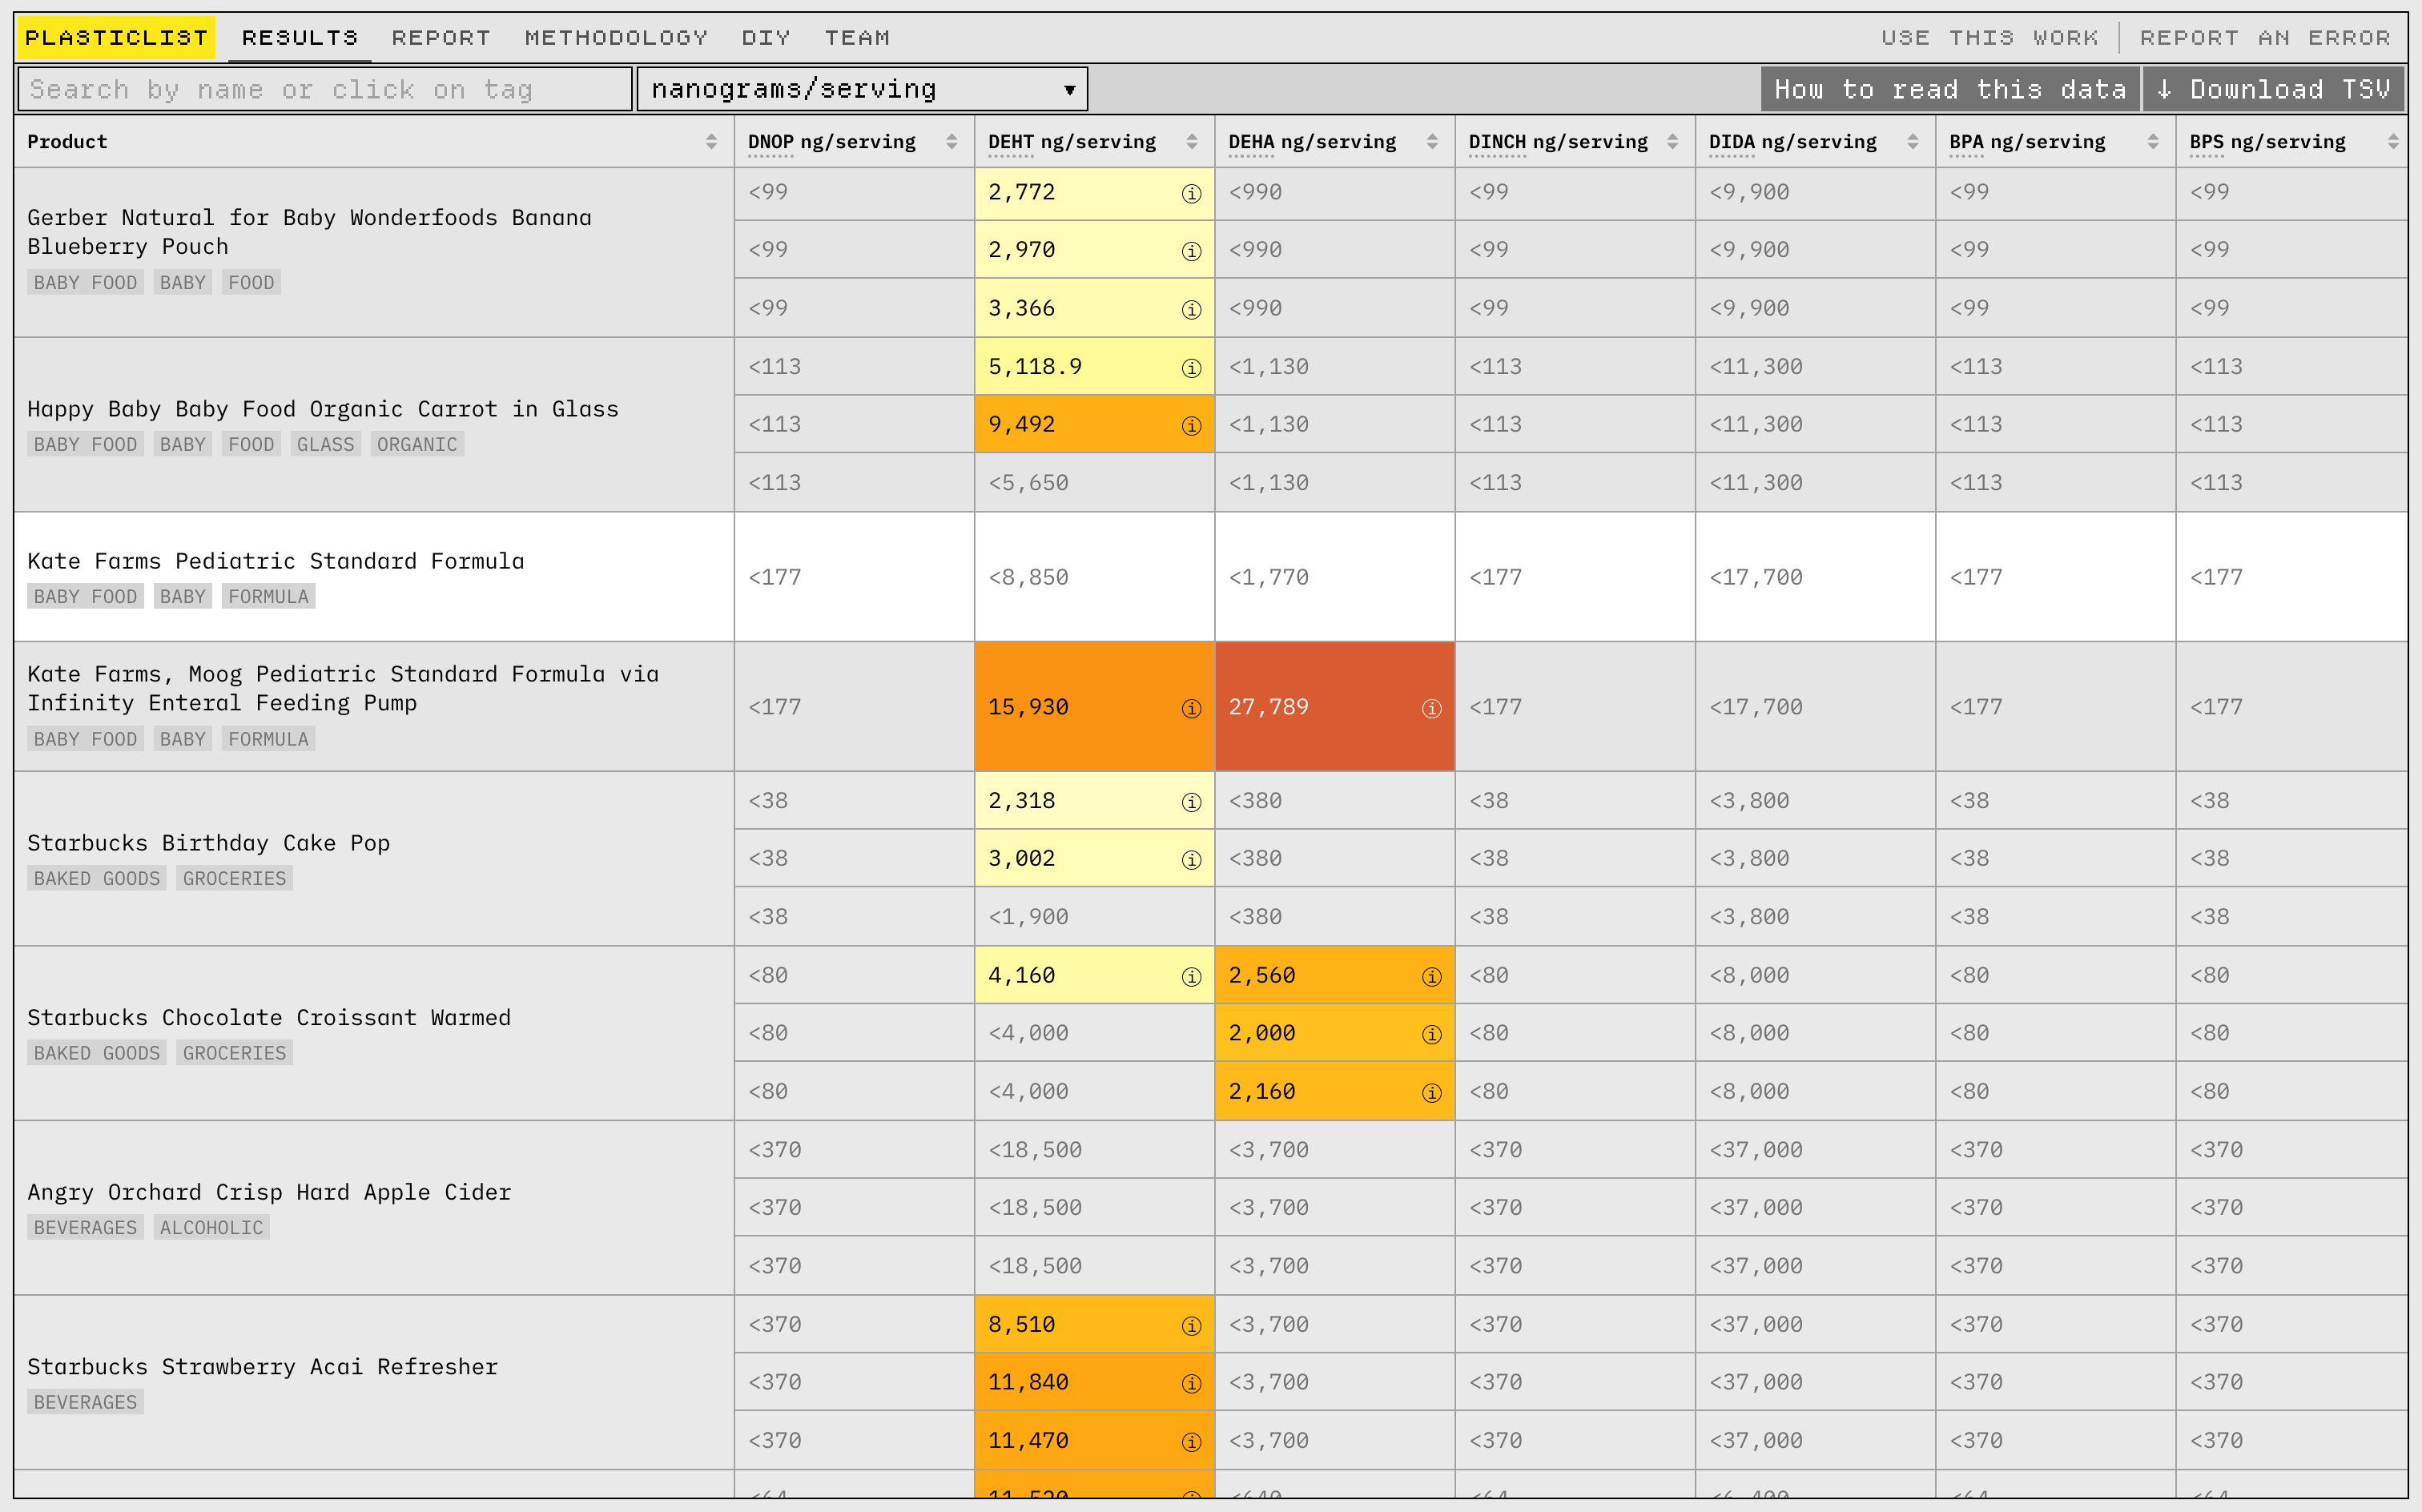 PLASTICLIST RESULTS REPORT METHODOLOGY DIY TEAM USE THIS WORK REPORT AN ERROR
Search by name or click on tag nanograms/serving ▼ How to read this data ↓ Download TSV
Product DNOP ng/serving DEHT ng/serving DEHA ng/serving DINCH ng/serving DIDA ng/serving BPA ng/serving BPS ng/serving
Gerber Natural for Baby Wonderfoods Banana
Blueberry Pouch
BABY FOOD BABY FOOD
<99 2,772 <990 <99 <9,900 <99 <99
<99 2,970 <990 <99 <9,900 <99 <99
<99 3,366 <990 <99 <9,900 <99 <99
Happy Baby Baby Food Organic Carrot in Glass
BABY FOOD BABY FOOD GLASS ORGANIC
<113 5,118.9 <1,130 <113 <11,300 <113 <113
<113 9,492 <1,130 <113 <11,300 <113 <113
<113 <5,650 <1,130 <113 <11,300 <113 <113
Kate Farms Pediatric Standard Formula
BABY FOOD BABY FORMULA
<177 <8,850 <1,770 <177 <17,700 <177 <177
Kate Farms, Moog Pediatric Standard Formula via
Infinity Enteral Feeding Pump
BABY FOOD BABY FORMULA
<177 15,930 27,789 <177 <17,700 <177 <177
Starbucks Birthday Cake Pop
BAKED GOODS GROCERIES
<38 2,318 <380 <38 <3,800 <38 <38
<38 3,002 <380 <38 <3,800 <38 <38
<38 <1,900 <380 <38 <3,800 <38 <38
Starbucks Chocolate Croissant Warmed
BAKED GOODS GROCERIES
<80 4,160 2,560 <80 <8,000 <80 <80
<80 <4,000 2,000 <80 <8,000 <80 <80
<80 <4,000 2,160 <80 <8,000 <80 <80
Angry Orchard Crisp Hard Apple Cider
BEVERAGES ALCOHOLIC
<370 <18,500 <3,700 <370 <37,000 <370 <370
<370 <18,500 <3,700 <370 <37,000 <370 <370
<370 <18,500 <3,700 <370 <37,000 <370 <370
Starbucks Strawberry Acai Refresher
BEVERAGES
<370 8,510 <3,700 <370 <37,000 <370 <370
<370 11,840 <3,700 <370 <37,000 <370 <370
<370 11,470 <3,700 <370 <37,000 <370 <370